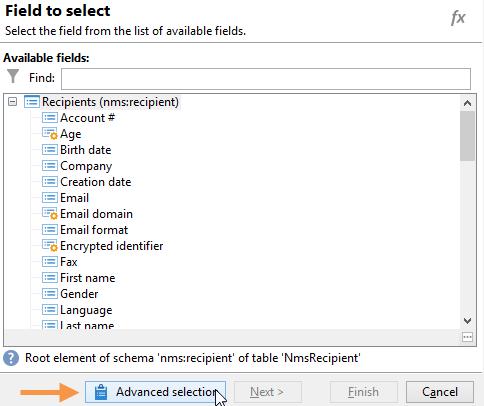 Field to select
Select the field from the list of available fields.
fx
Available fields:
Find:
Recipients (nms:recipient)
Account #
Age
Birth date
Company
Creation date
Email
Email domain
Email format
Encrypted identifier
Fax
First name
Gender
Language
Last name
Root element of schema 'nms:recipient' of table 'NmsRecipient'
Advanced selection
Next >
Finish
Cancel